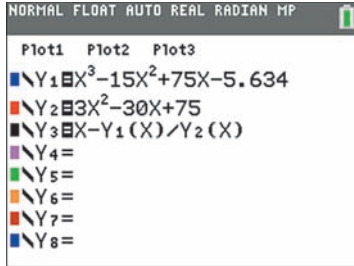 NORMAL FLOAT AUTO REAL RADIAN MP
Plot1 Plot2 Plot3
\Y₁=X³-15X²+75X-5.634
\Y₂=3X²-30X+75
\Y₃=X-Y₁(X)/Y₂(X)
\Y₄=
\Y₅=
\Y₆=
\Y₇=
\Y₈=